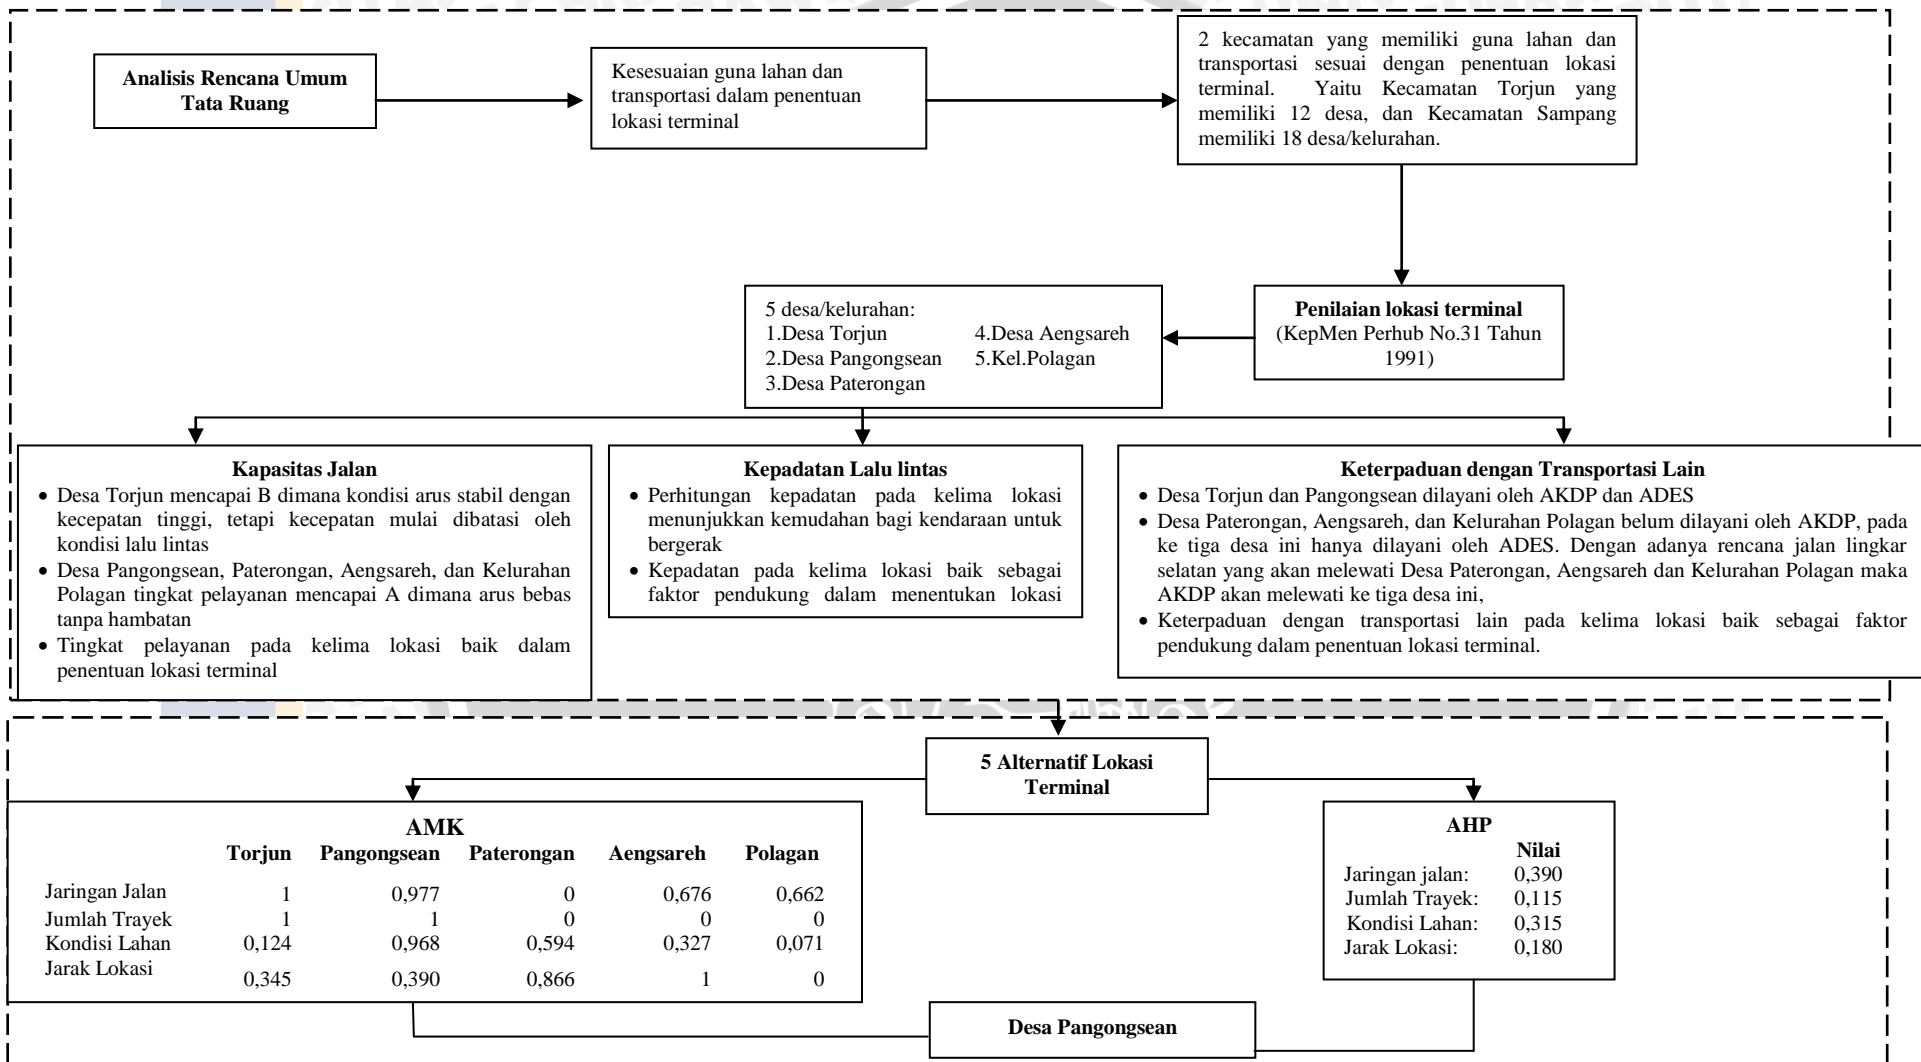 Analisis Rencana Umum
Tata Ruang
Kesesuaian guna lahan dan
transportasi dalam penentuan
lokasi terminal
2 kecamatan yang memiliki guna lahan dan
transportasi sesuai dengan penentuan lokasi
terminal. Yaitu Kecamatan Torjun yang
memiliki 12 desa, dan Kecamatan Sampang
memiliki 18 desa/kelurahan.
Penilaian lokasi terminal
(KepMen Perhub No.31 Tahun
1991)
5 desa/kelurahan:
1.Desa Torjun 4.Desa Aengsareh
2.Desa Pangongsean 5.Kel.Polagan
3.Desa Paterongan
Kapasitas Jalan
• Desa Torjun mencapai B dimana kondisi arus stabil dengan
kecepatan tinggi, tetapi kecepatan mulai dibatasi oleh
kondisi lalu lintas
• Desa Pangongsean, Paterongan, Aengsareh, dan Kelurahan
Polagan tingkat pelayanan mencapai A dimana arus bebas
tanpa hambatan
• Tingkat pelayanan pada kelima lokasi baik dalam
penentuan lokasi terminal
Kepadatan Lalu lintas
• Perhitungan kepadatan pada kelima lokasi
menunjukkan kemudahan bagi kendaraan untuk
bergerak
• Kepadatan pada kelima lokasi baik sebagai
faktor pendukung dalam menentukan lokasi
Keterpaduan dengan Transportasi Lain
• Desa Torjun dan Pangongsean dilayani oleh AKDP dan ADES
• Desa Paterongan, Aengsareh, dan Kelurahan Polagan belum dilayani oleh AKDP, pada
ke tiga desa ini hanya dilayani oleh ADES. Dengan adanya rencana jalan lingkar
selatan yang akan melewati Desa Paterongan, Aengsareh dan Kelurahan Polagan maka
AKDP akan melewati ke tiga desa ini,
• Keterpaduan dengan transportasi lain pada kelima lokasi baik sebagai faktor
pendukung dalam penentuan lokasi terminal.
5 Alternatif Lokasi
Terminal
AMK
Torjun Pangongsean Paterongan Aengsareh Polagan
Jaringan Jalan 1 0,977 0 0,676 0,662
Jumlah Trayek 1 1 0 0 0
Kondisi Lahan 0,124 0,968 0,594 0,327 0,071
Jarak Lokasi 0,345 0,390 0,866 1 0
AHP
Nilai
Jaringan jalan: 0,390
Jumlah Trayek: 0,115
Kondisi Lahan: 0,315
Jarak Lokasi: 0,180
Desa Pangongsean